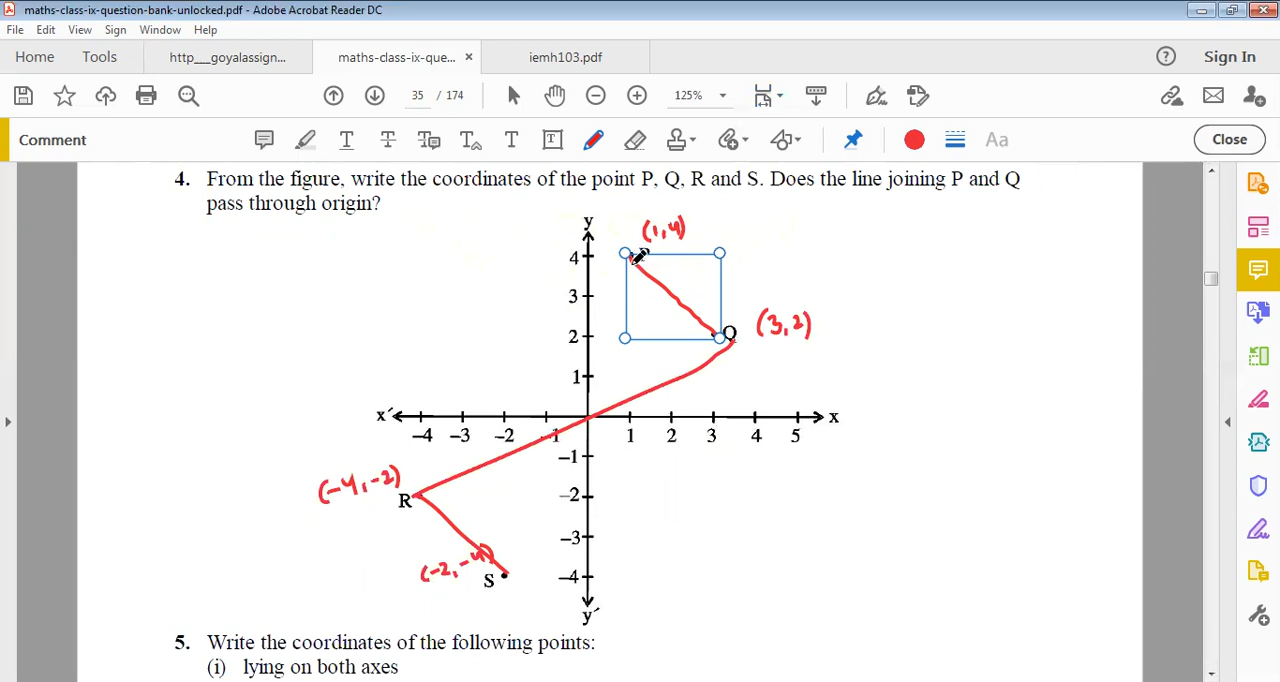 maths-class-ix-question-bank-unlocked.pdf - Adobe Acrobat Reader DC
File Edit View Sign Window Help
Home Tools http___goyalassign... maths-class-ix-que... × iemh103.pdf Sign In
35 / 174 125%
Comment Close
4. From the figure, write the coordinates of the point P, Q, R and S. Does the line joining P and Q
pass through origin?
y
(1,4)
4
3
(3,2)
2 Q
1
x′ x
–4 –3 –2 –1 1 2 3 4 5
–1
(-4,-2)
R –2
–3
(-2,-4)
S –4
y′
5. Write the coordinates of the following points:
(i) lying on both axes